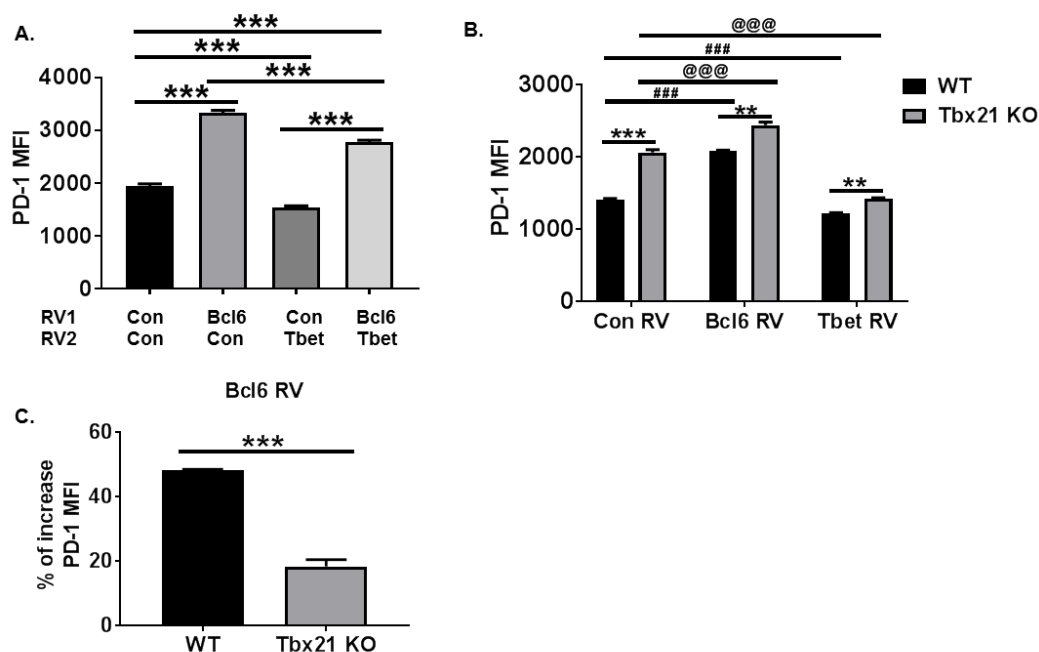 A.
***
***
***
***
***
4000
3000
2000
1000
0
PD-1 MFI
RV1 Con Bcl6 Con Bcl6
RV2 Con Con Tbet Tbet
B.
@@@
###
@@@
###
*** ** **
3000
2000
1000
0
PD-1 MFI
Con RV Bcl6 RV Tbet RV
WT
Tbx21 KO
C.
Bcl6 RV
***
60
40
20
0
% of increase
PD-1 MFI
WT Tbx21 KO